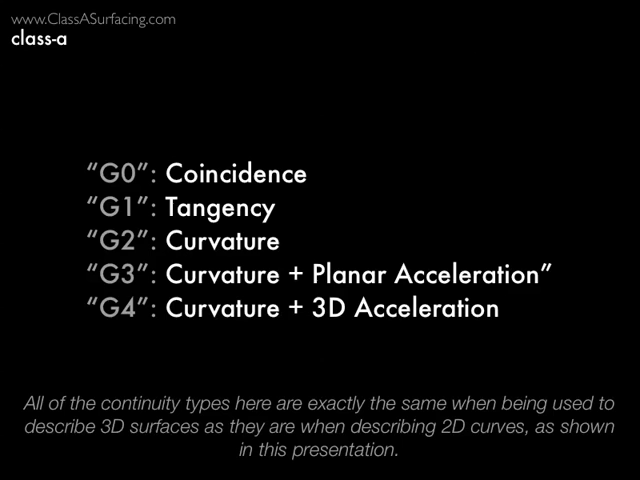 www.ClassASurfacing.com
class-a
“G0”: Coincidence
“G1”: Tangency
“G2”: Curvature
“G3”: Curvature + Planar Acceleration”
“G4”: Curvature + 3D Acceleration
All of the continuity types here are exactly the same when being used to
describe 3D surfaces as they are when describing 2D curves, as shown
in this presentation.